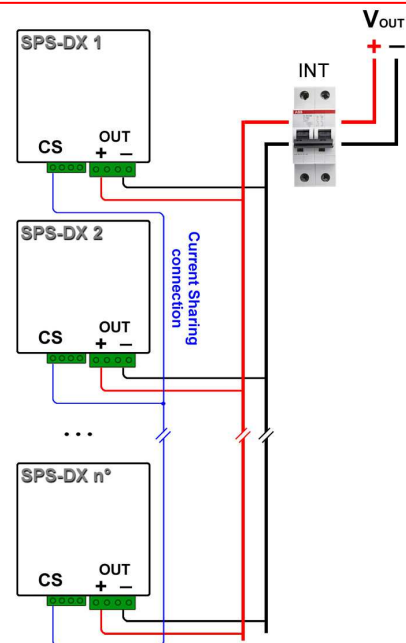 VOUT
+ −
INT
SPS-DX 1
CS
OUT
+ −
SPS-DX 2
Current Sharing
connection
CS
OUT
+ −
...
SPS-DX n°
CS
OUT
+ −